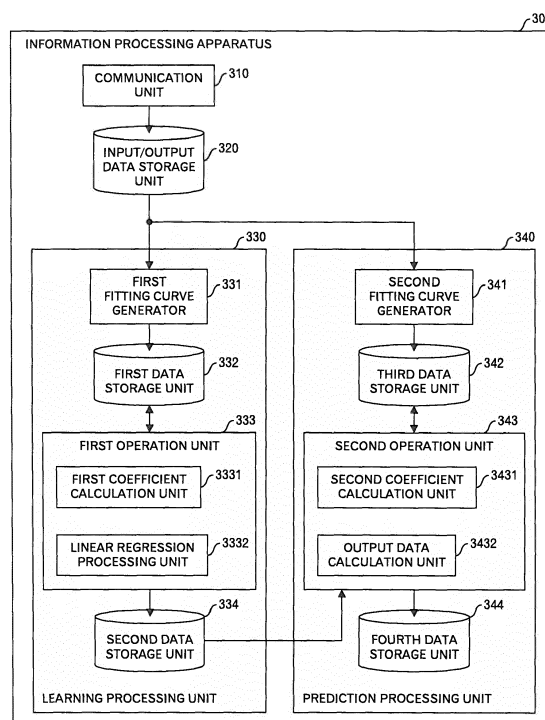 30
INFORMATION PROCESSING APPARATUS
COMMUNICATION
UNIT
310
INPUT/OUTPUT
DATA STORAGE
UNIT
320
330
340
FIRST
FITTING CURVE
GENERATOR
331
SECOND
FITTING CURVE
GENERATOR
341
FIRST DATA
STORAGE UNIT
332
THIRD DATA
STORAGE UNIT
342
333
343
FIRST OPERATION UNIT
SECOND OPERATION UNIT
FIRST COEFFICIENT
CALCULATION UNIT
3331
SECOND COEFFICIENT
CALCULATION UNIT
3431
LINEAR REGRESSION
PROCESSING UNIT
3332
OUTPUT DATA
CALCULATION UNIT
3432
SECOND DATA
STORAGE UNIT
334
FOURTH DATA
STORAGE UNIT
344
LEARNING PROCESSING UNIT
PREDICTION PROCESSING UNIT